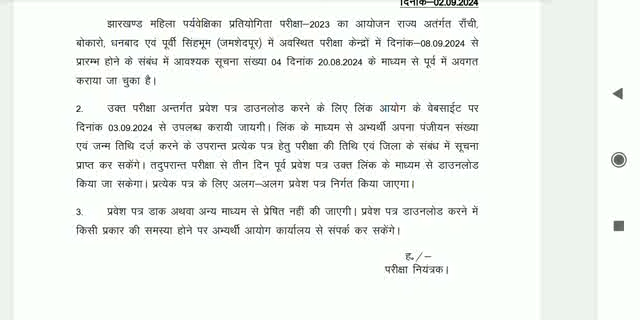 दिनांक–02.09.2024
झारखण्ड महिला पर्यवेक्षिका प्रतियोगिता परीक्षा–2023 का आयोजन राज्य अतंर्गत राँची,
बोकारो, धनबाद एवं पूर्वी सिंहभूम (जमशेदपुर) में अवस्थित परीक्षा केन्द्रों में दिनांक–08.09.2024 से
प्रारम्भ होने के संबंध में आवश्यक सूचना संख्या 04 दिनांक 20.08.2024 के माध्यम से पूर्व में अवगत
कराया जा चुका है।
2. उक्त परीक्षा अन्तर्गत प्रवेश पत्र डाउनलोड करने के लिए लिंक आयोग के वेबसाईट पर
दिनांक 03.09.2024 से उपलब्ध करायी जायगी। लिंक के माध्यम से अभ्यर्थी अपना पंजीयन संख्या
एवं जन्म तिथि दर्ज करने के उपरान्त प्रत्येक पत्र हेतु परीक्षा की तिथि एवं जिला के संबंध में सूचना
प्राप्त कर सकेंगे। तदुपरान्त परीक्षा से तीन दिन पूर्व प्रवेश पत्र उक्त लिंक के माध्यम से डाउनलोड
किया जा सकेगा। प्रत्येक पत्र के लिए अलग–अलग प्रवेश पत्र निर्गत किया जाएगा।
3. प्रवेश पत्र डाक अथवा अन्य माध्यम से प्रेषित नहीं की जाएगी। प्रवेश पत्र डाउनलोड करने में
किसी प्रकार की समस्या होने पर अभ्यर्थी आयोग कार्यालय से संपर्क कर सकेंगे।
ह०/–
परीक्षा नियंत्रक।